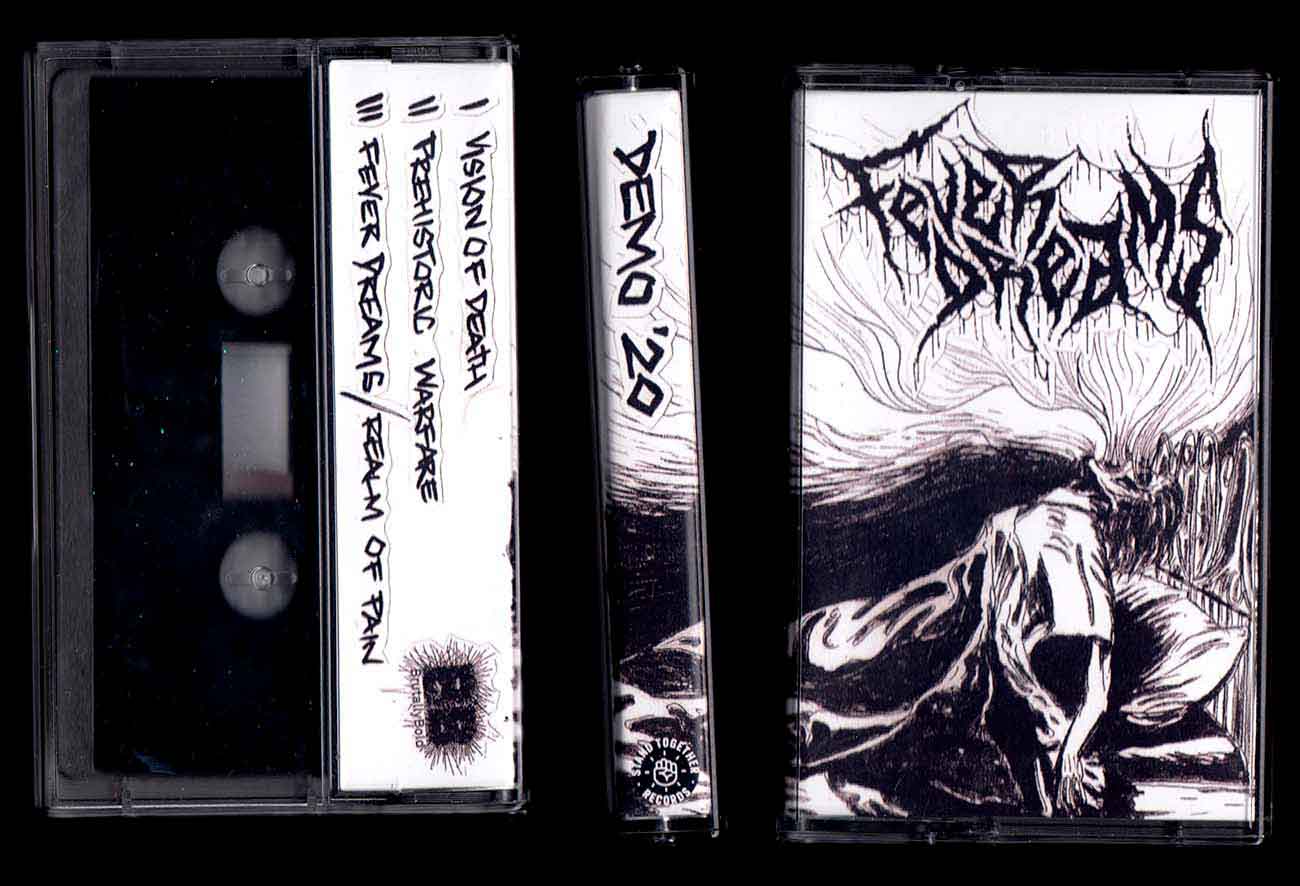 I VISION OF DEATH
II PREHISTORIC WARFARE
III FEVER DREAMS/REALM OF PAIN
BrutallyBold
DEMO '20
STAND TOGETHER
RECORDS
FEVER
DREAMS